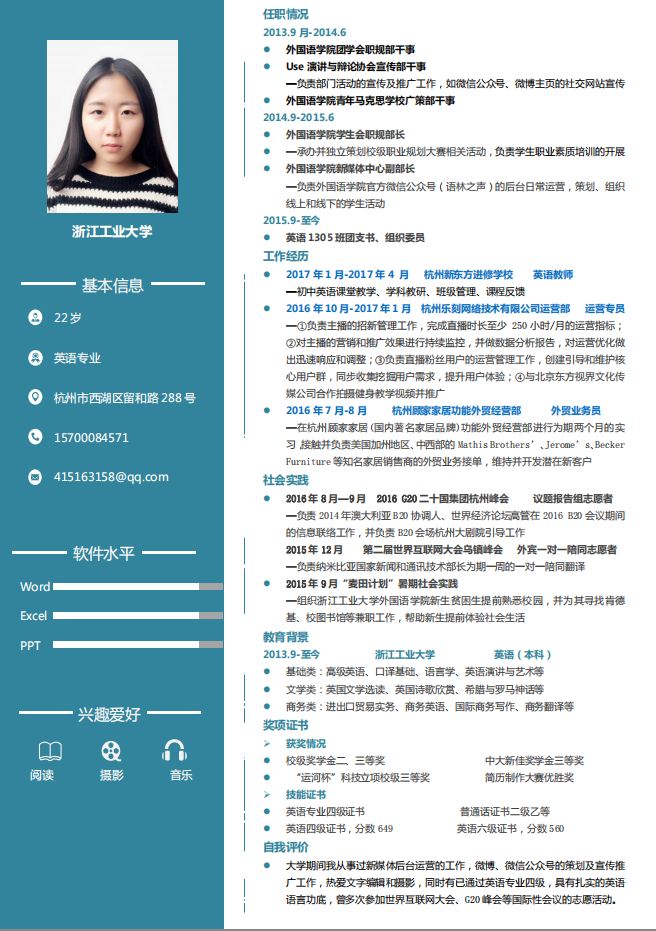 浙江工业大学
基本信息
22 岁
英语专业
杭州市西湖区留和路 288 号
15700084571
415163158@qq.com
软件水平
Word
Excel
PPT
兴趣爱好
阅读 摄影 音乐
任职情况
2013.9 月-2014.6
外国语学院团学会职规部干事
Use 演讲与辩论协会宣传部干事
—负责部门活动的宣传及推广工作，如微信公众号、微博主页的社交网站宣传
外国语学院青年马克思学校广策部干事
2014.9-2015.6
外国语学院学生会职规部长
—承办并独立策划校级职业规划大赛相关活动，负责学生职业素质培训的开展
外国语学院新媒体中心副部长
—负责外国语学院官方微信公众号（语林之声）的后台日常运营，策划、组织
线上和线下的学生活动
2015.9-至今
英语 1305 班团支书、组织委员
工作经历
2017 年 1 月-2017 年 4 月 杭州新东方进修学校 英语教师
—初中英语课堂教学、学科教研、班级管理、课程反馈
2016 年 10 月-2017 年 1 月 杭州乐刻网络技术有限公司运营部 运营专员
—①负责主播的招新管理工作，完成直播时长至少 250 小时/月的运营指标；
②对主播的营销和推广效果进行持续监控，并做数据分析报告，对运营优化做
出迅速响应和调整；③负责直播粉丝用户的运营管理工作，创建引导和维护核
心用户群，同步收集挖掘用户需求，提升用户体验；④与北京东方视界文化传
媒公司合作拍摄健身教学视频并推广
2016 年 7 月-8 月 杭州顾家家居功能外贸经营部 外贸业务员
—在杭州顾家家居(国内著名家居品牌)功能外贸经营部进行为期两个月的实
习,接触并负责美国加州地区、中西部的 Mathis Brothers’、Jerome’s、Becker
Furniture 等知名家居销售商的外贸业务接单，维持并开发潜在新客户
社会实践
2016 年 8 月—9 月 2016 G20 二十国集团杭州峰会 议题报告组志愿者
—负责 2014 年澳大利亚 B20 协调人、世界经济论坛高管在 2016 B20 会议期间
的信息联络工作，并负责 B20 会场杭州大剧院引导工作
2015 年 12 月 第二届世界互联网大会乌镇峰会 外宾一对一陪同志愿者
—负责纳米比亚国家新闻和通讯技术部长为期一周的一对一陪同翻译
2015 年 9 月“麦田计划”暑期社会实践
—组织浙江工业大学外国语学院新生贫困生提前熟悉校园，并为其寻找肯德
基、校图书馆等兼职工作，帮助新生提前体验社会生活
教育背景
2013.9-至今 浙江工业大学 英语（本科）
基础类：高级英语、口译基础、语言学、英语演讲与艺术等
文学类：英国文学选读、英国诗歌欣赏、希腊与罗马神话等
商务类：进出口贸易实务、商务英语、国际商务写作、商务翻译等
奖项证书
获奖情况
校级奖学金二、三等奖 中大新佳奖学金三等奖
“运河杯”科技立项校级三等奖 简历制作大赛优胜奖
技能证书
英语专业四级证书 普通话证书二级乙等
英语四级证书，分数 649 英语六级证书，分数 560
自我评价
大学期间我从事过新媒体后台运营的工作，微博、微信公众号的策划及宣传推
广工作，热爱文字编辑和摄影，同时有已通过英语专业四级，具有扎实的英语
语言功底，曾多次参加世界互联网大会、G20 峰会等国际性会议的志愿活动。